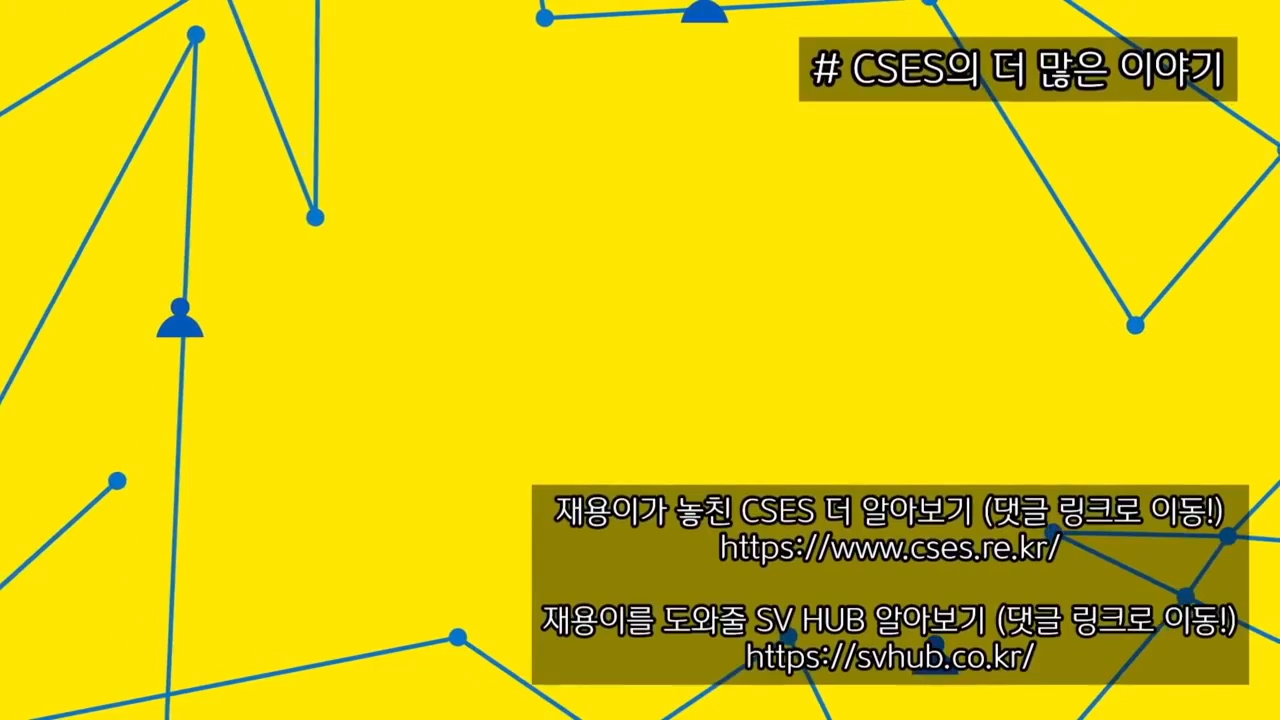 # CSES의 더 많은 이야기
재용이가 놓친 CSES 더 알아보기 (댓글 링크로 이동!)
https://www.cses.re.kr/
재용이를 도와줄 SV HUB 알아보기 (댓글 링크로 이동!)
https://svhub.co.kr/